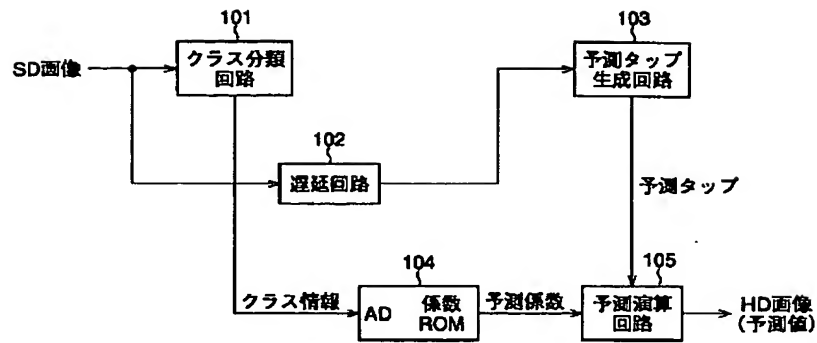 101
クラス分類
回路
SD画像
102
遅延回路
103
予測タップ
生成回路
予測タップ
クラス情報
104
AD 係数
ROM
予測係数
105
予測演算
回路
HD画像
(予測値)